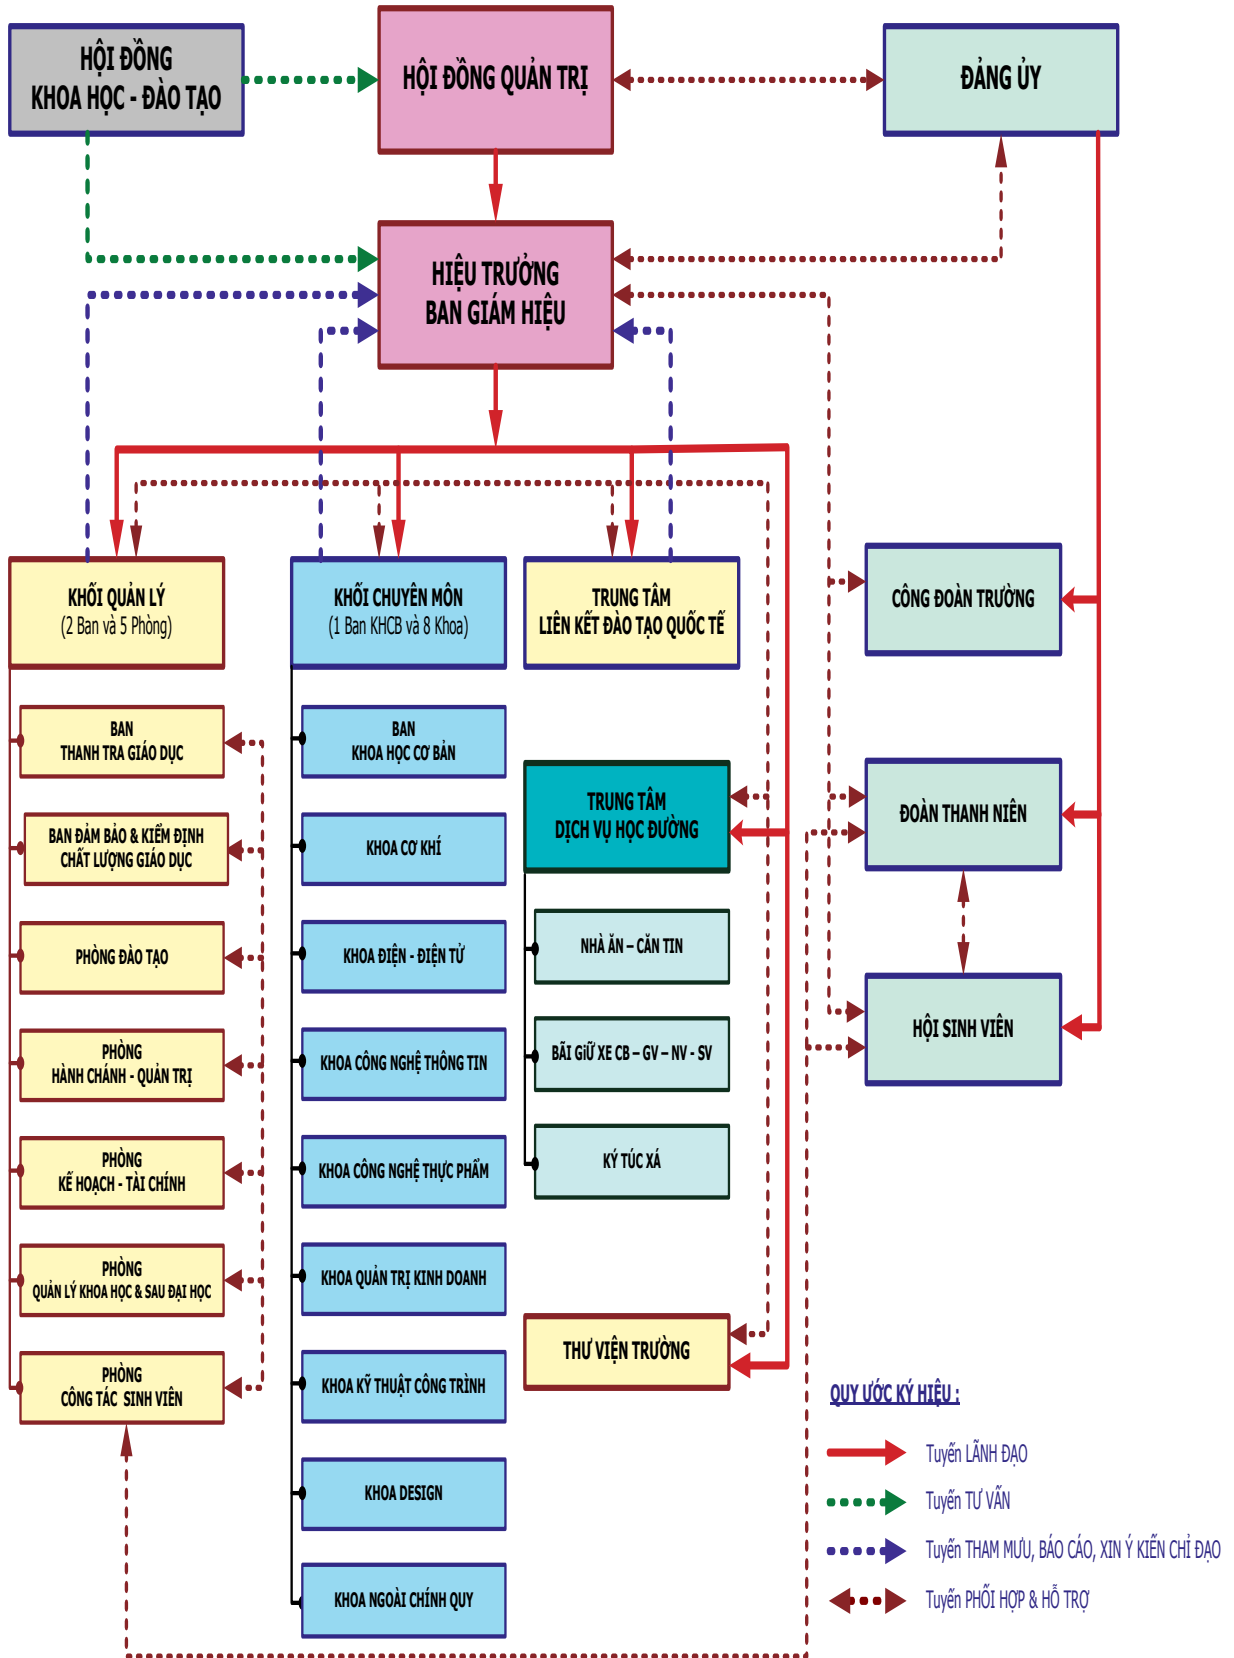 HỘI ĐỒNG
KHOA HỌC - ĐÀO TẠO
HỘI ĐỒNG QUẢN TRỊ
ĐẢNG ỦY
HIỆU TRƯỞNG
BAN GIÁM HIỆU
KHỐI QUẢN LÝ
(2 Ban và 5 Phòng)
BAN
THANH TRA GIÁO DỤC
BAN ĐẢM BẢO & KIỂM ĐỊNH
CHẤT LƯỢNG GIÁO DỤC
PHÒNG ĐÀO TẠO
PHÒNG
HÀNH CHÁNH - QUẢN TRỊ
PHÒNG
KẾ HOẠCH - TÀI CHÍNH
PHÒNG
QUẢN LÝ KHOA HỌC & SAU ĐẠI HỌC
PHÒNG
CÔNG TÁC SINH VIÊN
KHỐI CHUYÊN MÔN
(1 Ban KHCB và 8 Khoa)
BAN
KHOA HỌC CƠ BẢN
KHOA CƠ KHÍ
KHOA ĐIỆN - ĐIỆN TỬ
KHOA CÔNG NGHỆ THÔNG TIN
KHOA CÔNG NGHỆ THỰC PHẨM
KHOA QUẢN TRỊ KINH DOANH
KHOA KỸ THUẬT CÔNG TRÌNH
KHOA DESIGN
KHOA NGOÀI CHÍNH QUY
TRUNG TÂM
LIÊN KẾT ĐÀO TẠO QUỐC TẾ
TRUNG TÂM
DỊCH VỤ HỌC ĐƯỜNG
NHÀ ĂN – CĂN TIN
BÃI GiỮ XE CB – GV – NV - SV
KÝ TÚC XÁ
THƯ VIỆN TRƯỜNG
CÔNG ĐOÀN TRƯỜNG
ĐOÀN THANH NIÊN
HỘI SINH VIÊN
QUY ƯỚC KÝ HIỆU :
Tuyến LÃNH ĐẠO
Tuyến TƯ VẤN
Tuyến THAM MƯU, BÁO CÁO, XIN Ý KIẾN CHỈ ĐẠO
Tuyến PHỐI HỢP & HỖ TRỢ